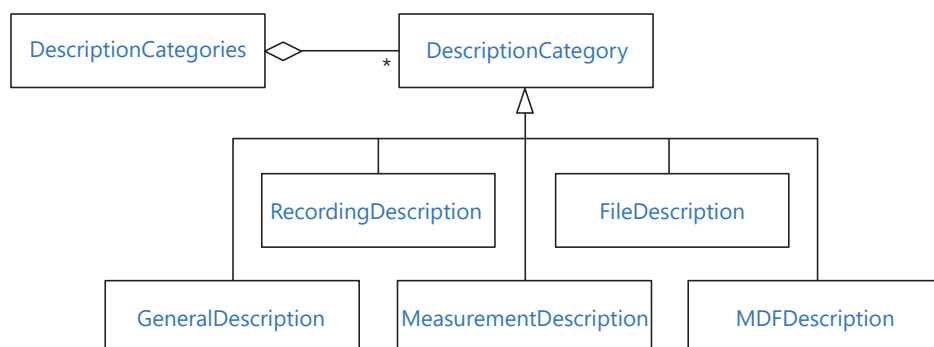 DescriptionCategories
DescriptionCategory
*
RecordingDescription
FileDescription
GeneralDescription
MeasurementDescription
MDFDescription